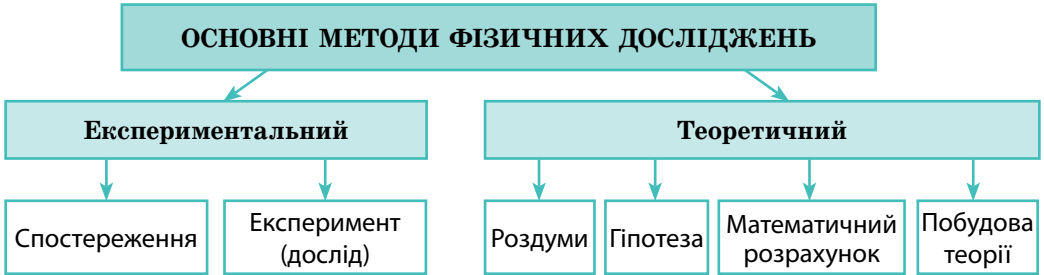 ОСНОВНІ МЕТОДИ ФІЗИЧНИХ ДОСЛІДЖЕНЬ
Експериментальний
Теоретичний
Спостереження
Експеримент
(дослід)
Роздуми
Гіпотеза
Математичний
розрахунок
Побудова
теорії